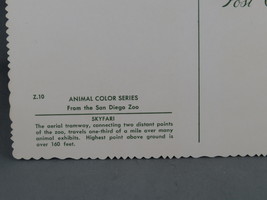 Post
2.10
ANIMAL COLOR SERIES
From the San Diego Zoo
SKYFARI
The aerial tramway, connecting two distant points
of the zoo, travels one-third of a mile over many
animal exhibits. Highest point above ground is
over 160 feet.